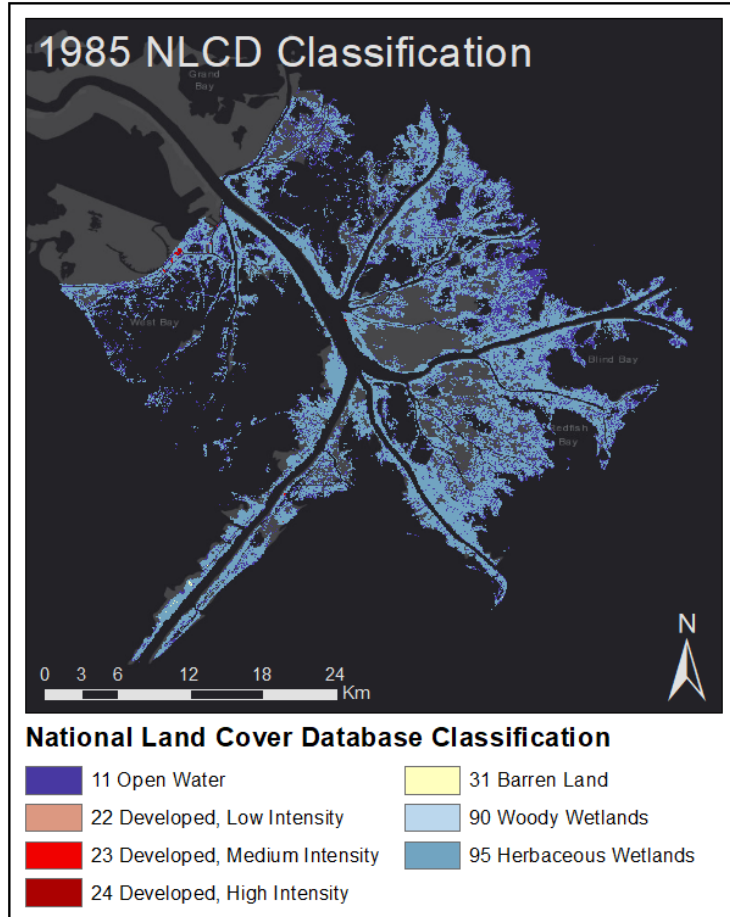 1985 NLCD Classification
Grand
Bay
West Bay
Blind Bay
Redfish
Bay
N
0 3 6 12 18 24
Km
National Land Cover Database Classification
11 Open Water
22 Developed, Low Intensity
23 Developed, Medium Intensity
24 Developed, High Intensity
31 Barren Land
90 Woody Wetlands
95 Herbaceous Wetlands